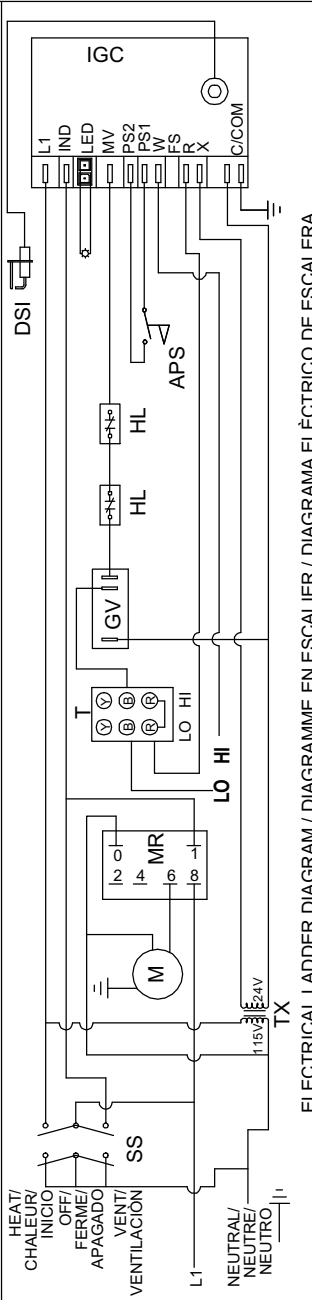 HEAT/
CHALEUR/
INICIO
OFF/
FERME/
APAGADO
VENT/
VENTILACIÓN
SS
L1
NEUTRAL/
NEUTRE/
NEUTRO
M
0
2
4
6
1
8
MR
T
Y
Y
B
B
R
R
LO
HI
LO
HI
GV
HL
HL
APS
DSI
IGC
L1
IND
LED
MV
PS2
PS1
W
FS
R
X
C/COM
115V
24V
TX
ELECTRICAL LADDER DIAGRAM / DIAGRAMME EN ESCALIER / DIAGRAMA ELÈCTRICO DE ESCALERA